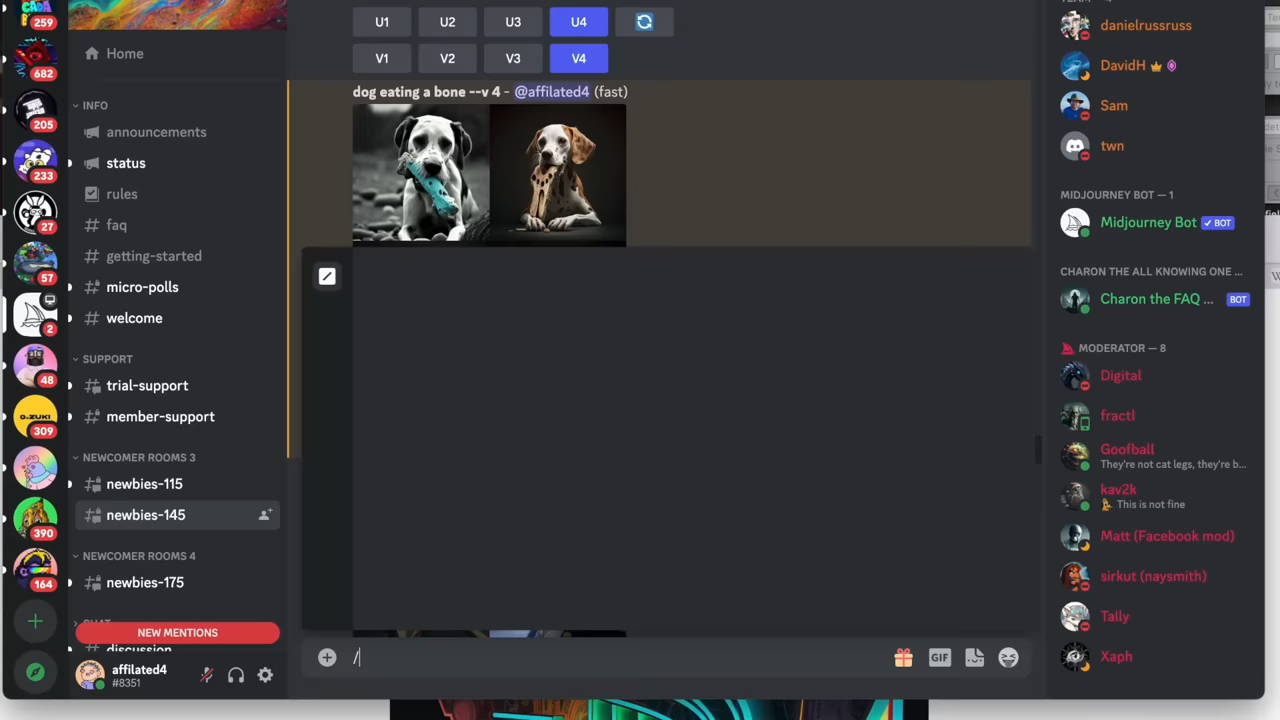 259
682
205
233
27
57
2
48
O.ZUKI
309
390
164
Home
INFO
announcements
status
rules
faq
getting-started
micro-polls
welcome
SUPPORT
trial-support
member-support
NEWCOMER ROOMS 3
newbies-115
newbies-145
NEWCOMER ROOMS 4
newbies-175
CHAT
NEW MENTIONS
discussion
affilated4
#8351
U1 U2 U3 U4
V1 V2 V3 V4
dog eating a bone --v 4 - @affilated4 (fast)
/
GIF
danielrussruss
DavidH
Sam
twn
MIDJOURNEY BOT — 1
Midjourney Bot BOT
CHARON THE ALL KNOWING ONE ...
Charon the FAQ ... BOT
MODERATOR — 8
Digital
fractl
Goofball
They're not cat legs, they're b...
kav2k
This is not fine
Matt (Facebook mod)
sirkut (naysmith)
Tally
Xaph